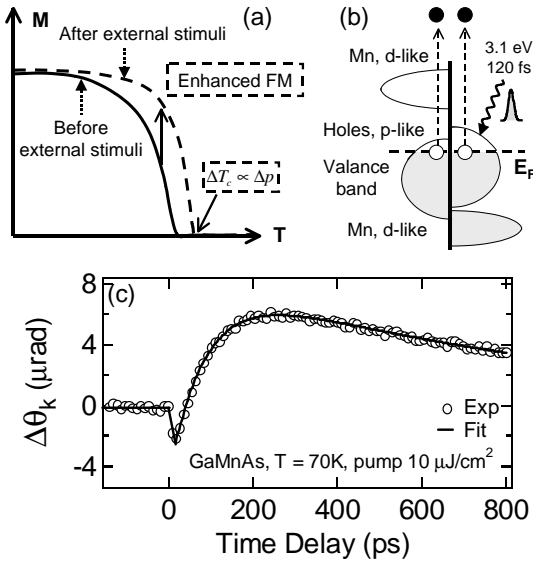 M
(a)
After external stimuli
Enhanced FM
Before
external stimuli
ΔT_c ∝ Δp
T
(b)
3.1 eV
120 fs
Mn, d-like
Holes, p-like
Valance
band
E_F
Mn, d-like
(c)
8
4
0
-4
Δθ_k (μrad)
Exp
Fit
GaMnAs, T = 70K, pump 10 μJ/cm²
0 200 400 600 800
Time Delay (ps)